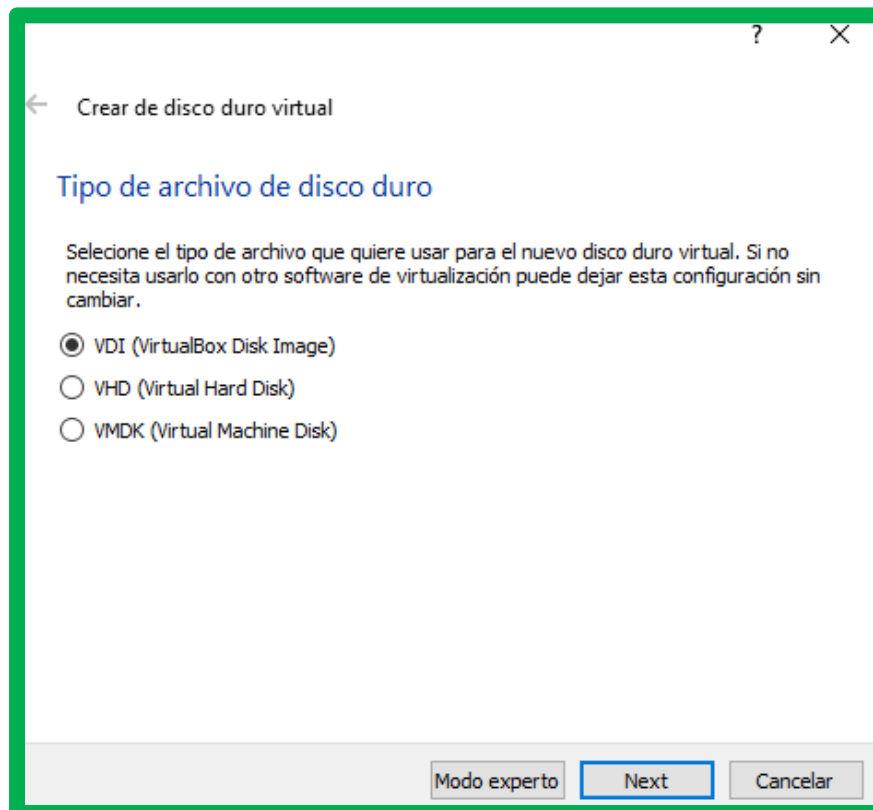 ?
Crear de disco duro virtual
Tipo de archivo de disco duro
Selecione el tipo de archivo que quiere usar para el nuevo disco duro virtual. Si no
necesita usarlo con otro software de virtualización puede dejar esta configuración sin
cambiar.
VDI (VirtualBox Disk Image)
VHD (Virtual Hard Disk)
VMDK (Virtual Machine Disk)
Modo experto Next Cancelar